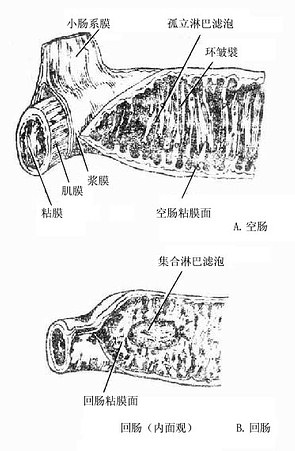 小肠系膜
孤立淋巴滤泡
环皱襞
粘膜
肌膜
浆膜
空肠粘膜面
A. 空肠
集合淋巴滤泡
回肠粘膜面
回肠（内面观）
B. 回肠